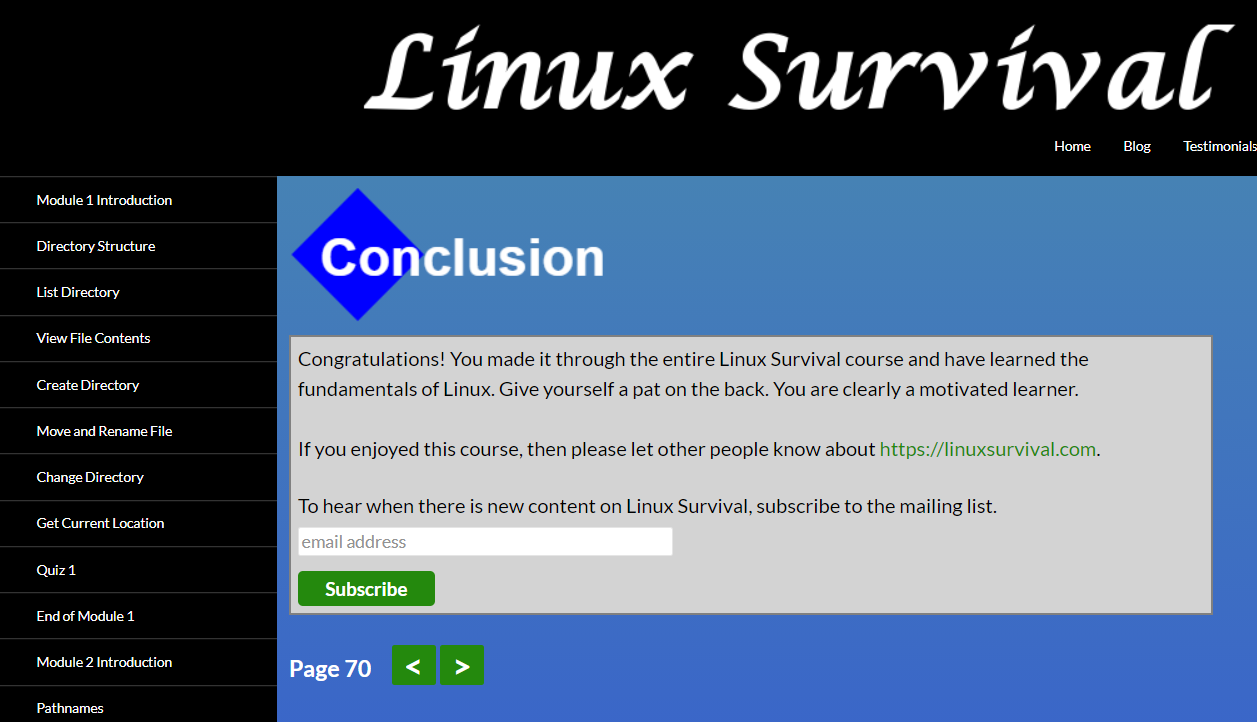 Linux Survival
Home
Blog
Testimonials
Module 1 Introduction
Directory Structure
List Directory
View File Contents
Create Directory
Move and Rename File
Change Directory
Get Current Location
Quiz 1
End of Module 1
Module 2 Introduction
Pathnames
Conclusion
Congratulations! You made it through the entire Linux Survival course and have learned the
fundamentals of Linux. Give yourself a pat on the back. You are clearly a motivated learner.
If you enjoyed this course, then please let other people know about https://linuxsurvival.com.
To hear when there is new content on Linux Survival, subscribe to the mailing list.
email address
Subscribe
Page 70 < >